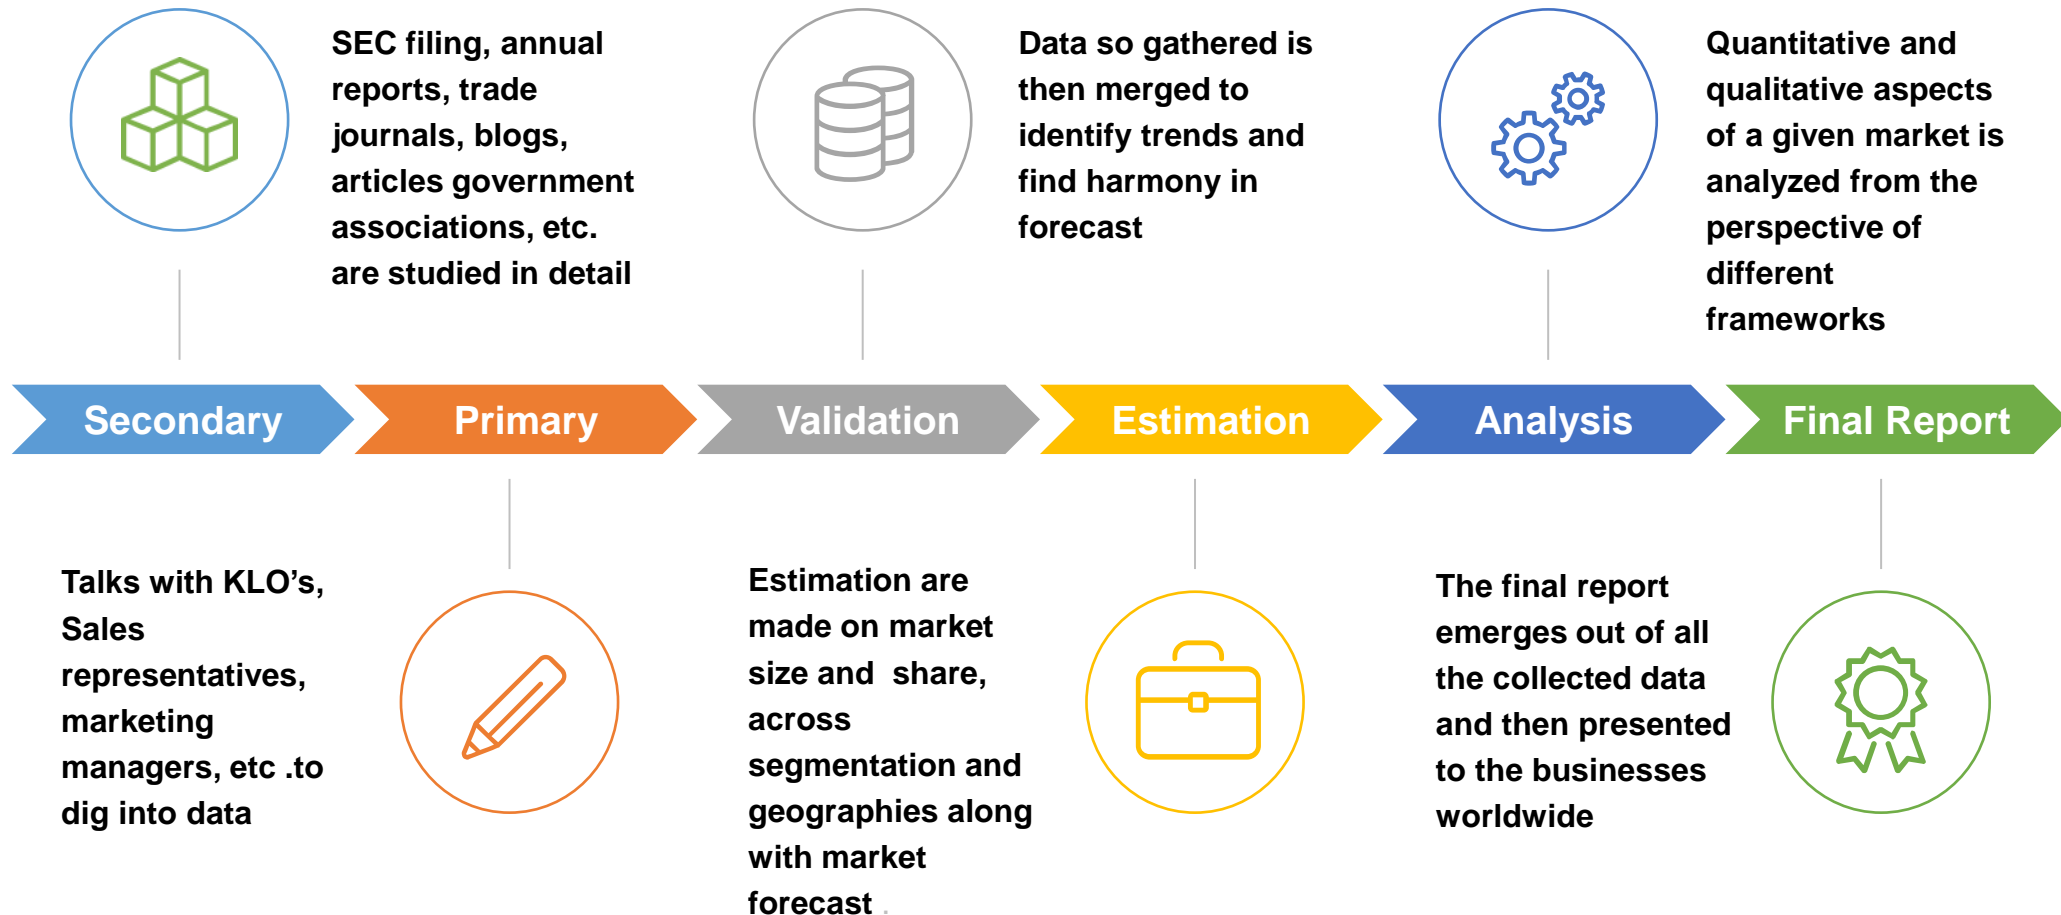 SEC filing, annual
reports, trade
journals, blogs,
articles government
associations, etc.
are studied in detail
Data so gathered is
then merged to
identify trends and
find harmony in
forecast
Quantitative and
qualitative aspects
of a given market is
analyzed from the
perspective of
different
frameworks
Secondary
Primary
Validation
Estimation
Analysis
Final Report
Talks with KLO’s,
Sales
representatives,
marketing
managers, etc .to
dig into data
Estimation are
made on market
size and  share,
across
segmentation and
geographies along
with market
forecast .
The final report
emerges out of all
the collected data
and then presented
to the businesses
worldwide